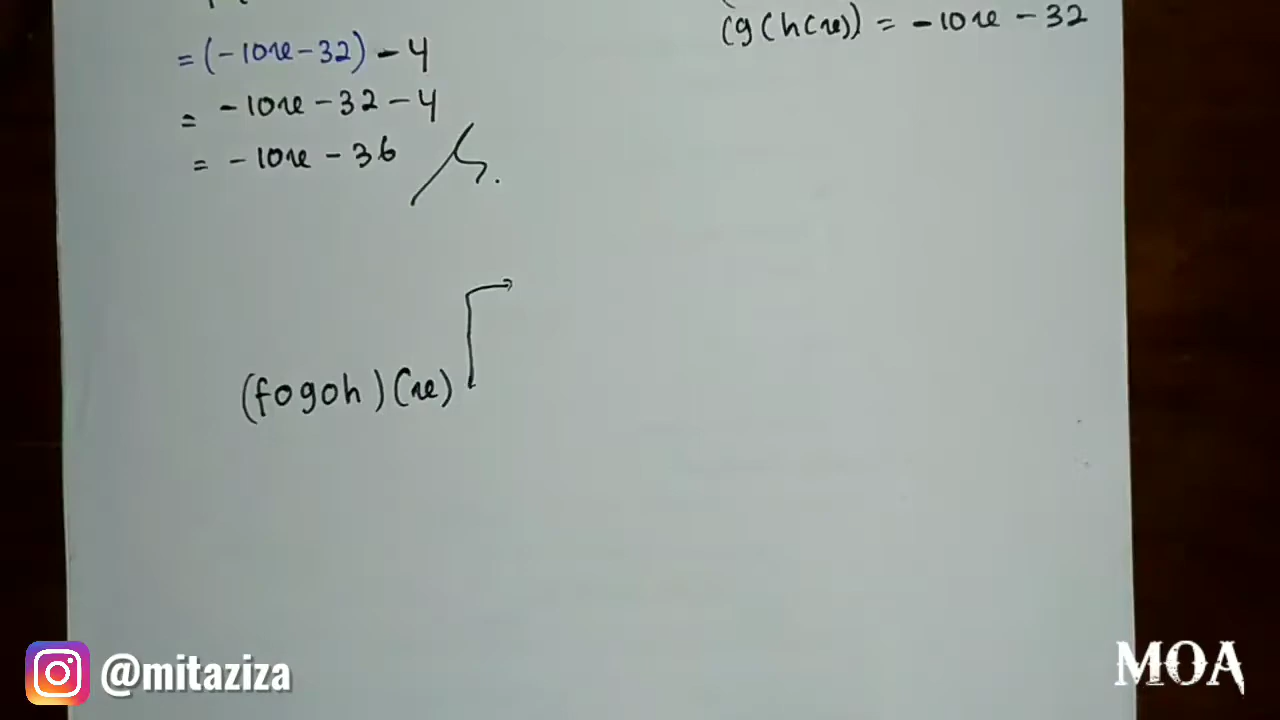 (g(h(x)) = -10x - 32
= (-10x - 32) - 4
= -10x - 32 - 4
= -10x - 36
(fogoh)(x)
@mitaziza
MOA